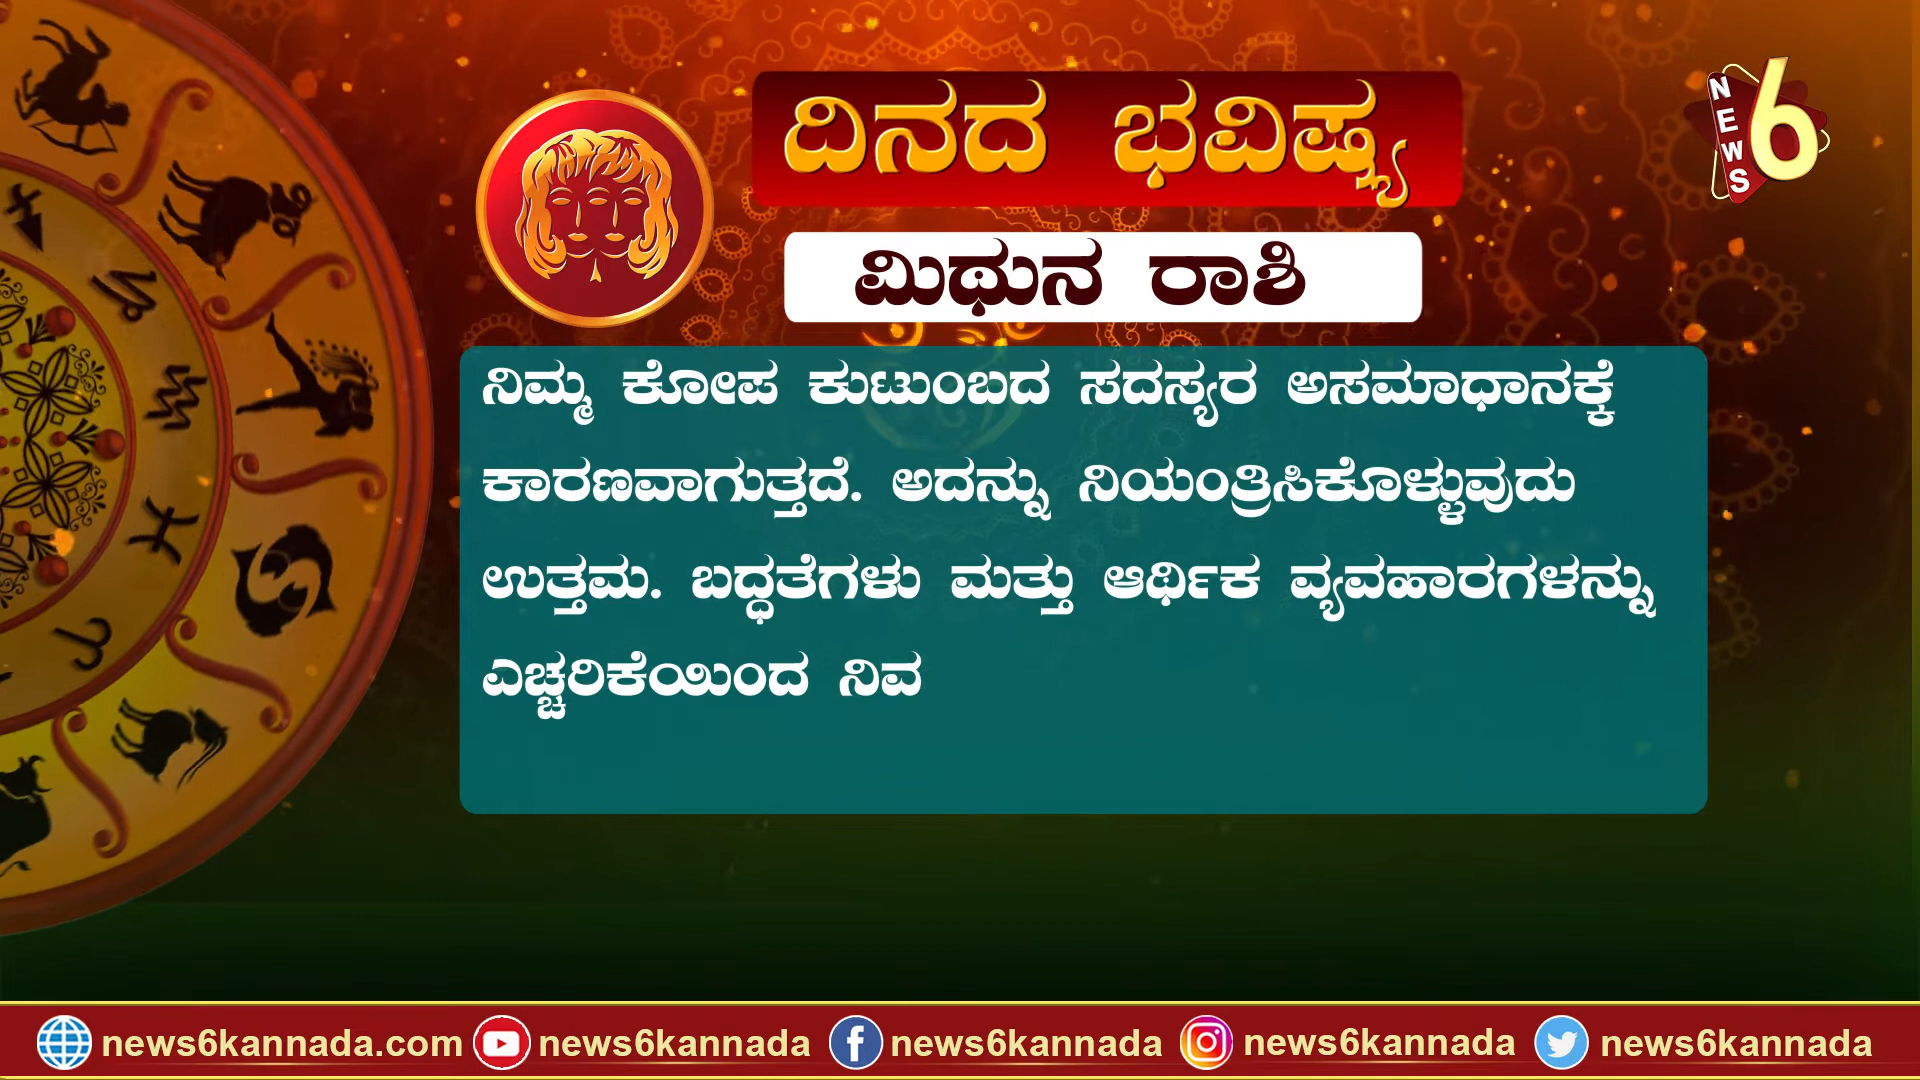 ದಿನದ ಭವಿಷ್ಯ
NEWS 6
ಮಿಥುನ ರಾಶಿ
ನಿಮ್ಮ ಕೋಪ ಕುಟುಂಬದ ಸದಸ್ಯರ ಅಸಮಾಧಾನಕ್ಕೆ
ಕಾರಣವಾಗುತ್ತದೆ. ಅದನ್ನು ನಿಯಂತ್ರಿಸಿಕೊಳ್ಳುವುದು
ಉತ್ತಮ. ಬದ್ಧತೆಗಳು ಮತ್ತು ಆರ್ಥಿಕ ವ್ಯವಹಾರಗಳನ್ನು
ಎಚ್ಚರಿಕೆಯಿಂದ ನಿವ
news6kannada.com news6kannada news6kannada news6kannada news6kannada